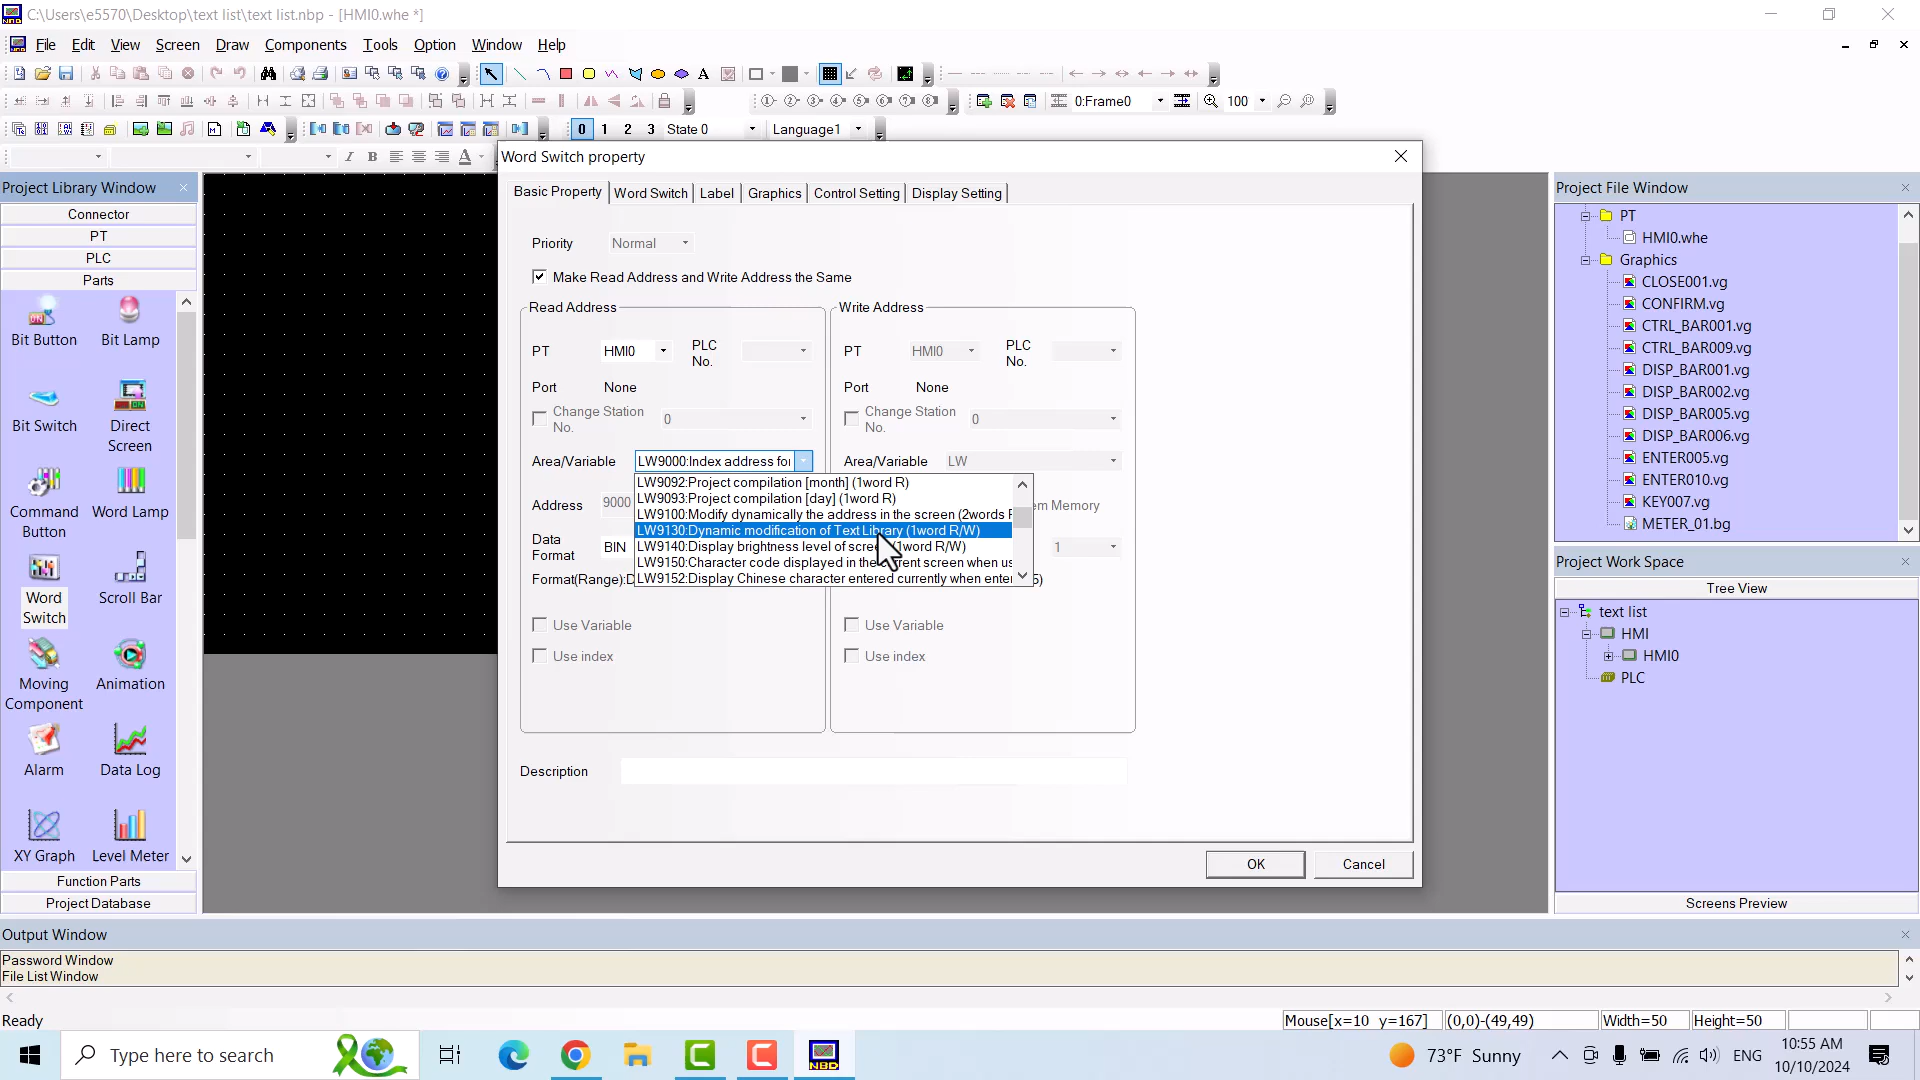 C:\Users\e5570\Desktop\text list\text list.nbp - [HMI0.whe *]
File Edit View Screen Draw Components Tools Option Window Help
0:Frame0 100
0 1 2 3 State 0 Language1
Project Library Window
Connector
PT
PLC
Parts
Bit Button Bit Lamp
Bit Switch Direct Screen
Command Button Word Lamp
Word Switch Scroll Bar
Moving Component Animation
Alarm Data Log
XY Graph Level Meter
Function Parts
Project Database
Word Switch property
Basic Property Word Switch Label Graphics Control Setting Display Setting
Priority Normal
Make Read Address and Write Address the Same
Read Address
PT HMI0 PLC No.
Port None
Change Station No. 0
Area/Variable LW9000:Index address for
Address 9000
Data Format BIN
Format(Range):D
Use Variable
Use index
Write Address
PT HMI0 PLC No.
Port None
Change Station No. 0
Area/Variable LW
em Memory
1
5)
Use Variable
Use index
LW9092:Project compilation [month] (1word R)
LW9093:Project compilation [day] (1word R)
LW9100:Modify dynamically the address in the screen (2words R
LW9130:Dynamic modification of Text Library (1word R/W)
LW9140:Display brightness level of screen (1word R/W)
LW9150:Character code displayed in the current screen when us
LW9152:Display Chinese character entered currently when enter
Description
OK Cancel
Project File Window
PT
HMI0.whe
Graphics
CLOSE001.vg
CONFIRM.vg
CTRL_BAR001.vg
CTRL_BAR009.vg
DISP_BAR001.vg
DISP_BAR002.vg
DISP_BAR005.vg
DISP_BAR006.vg
ENTER005.vg
ENTER010.vg
KEY007.vg
METER_01.bg
Project Work Space
Tree View
text list
HMI
HMI0
PLC
Screens Preview
Output Window
Password Window
File List Window
Ready Mouse[x=10 y=167] (0,0)-(49,49) Width=50 Height=50
Type here to search NBD 73°F Sunny ENG 10:55 AM
10/10/2024